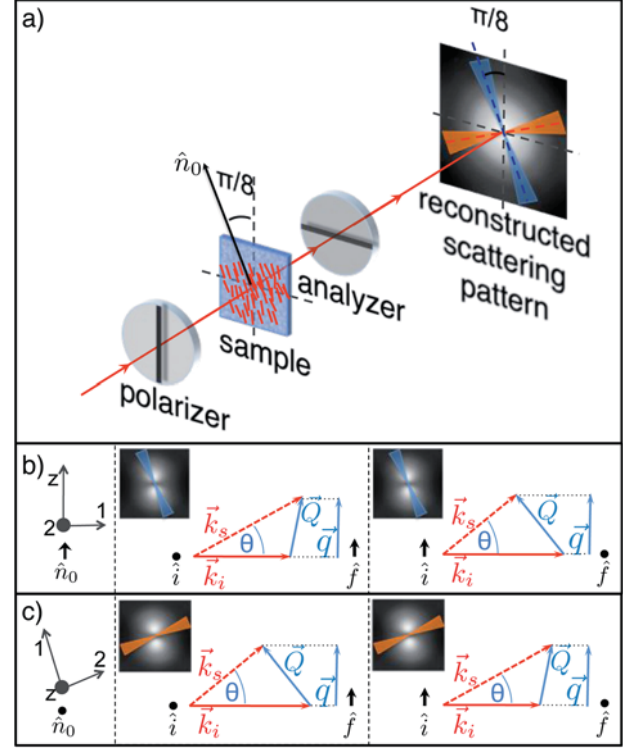 a)
π/8
n̂₀
π/8
reconstructed
scattering
pattern
analyzer
sample
polarizer
b)
z
2
1
n̂₀
k⃗ₛ
θ
k⃗ᵢ
Q⃗
q⃗
î
f̂
k⃗ₛ
θ
k⃗ᵢ
Q⃗
q⃗
î
f̂
c)
1
2
z
n̂₀
k⃗ₛ
θ
k⃗ᵢ
Q⃗
q⃗
î
f̂
k⃗ₛ
θ
k⃗ᵢ
Q⃗
q⃗
î
f̂